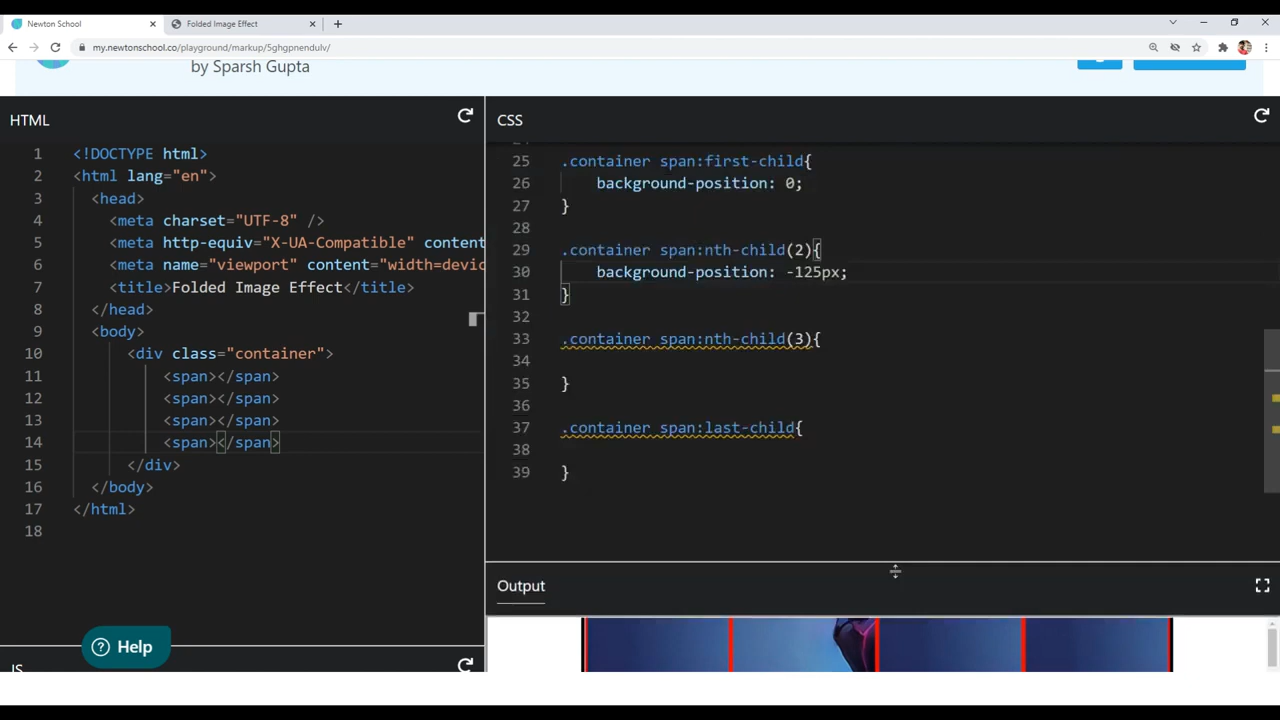 Newton School
Folded Image Effect
my.newtonschool.co/playground/markup/5ghgpnendulv/
by Sparsh Gupta
HTML
1 <!DOCTYPE html>
2 <html lang="en">
3 <head>
4 <meta charset="UTF-8" />
5 <meta http-equiv="X-UA-Compatible" content
6 <meta name="viewport" content="width=devic
7 <title>Folded Image Effect</title>
8 </head>
9 <body>
10 <div class="container">
11 <span></span>
12 <span></span>
13 <span></span>
14 <span></span>
15 </div>
16 </body>
17 </html>
18
Help
JS
CSS
24
25 .container span:first-child{
26 background-position: 0;
27 }
28
29 .container span:nth-child(2){
30 background-position: -125px;
31 }
32
33 .container span:nth-child(3){
34
35 }
36
37 .container span:last-child{
38
39 }
Output